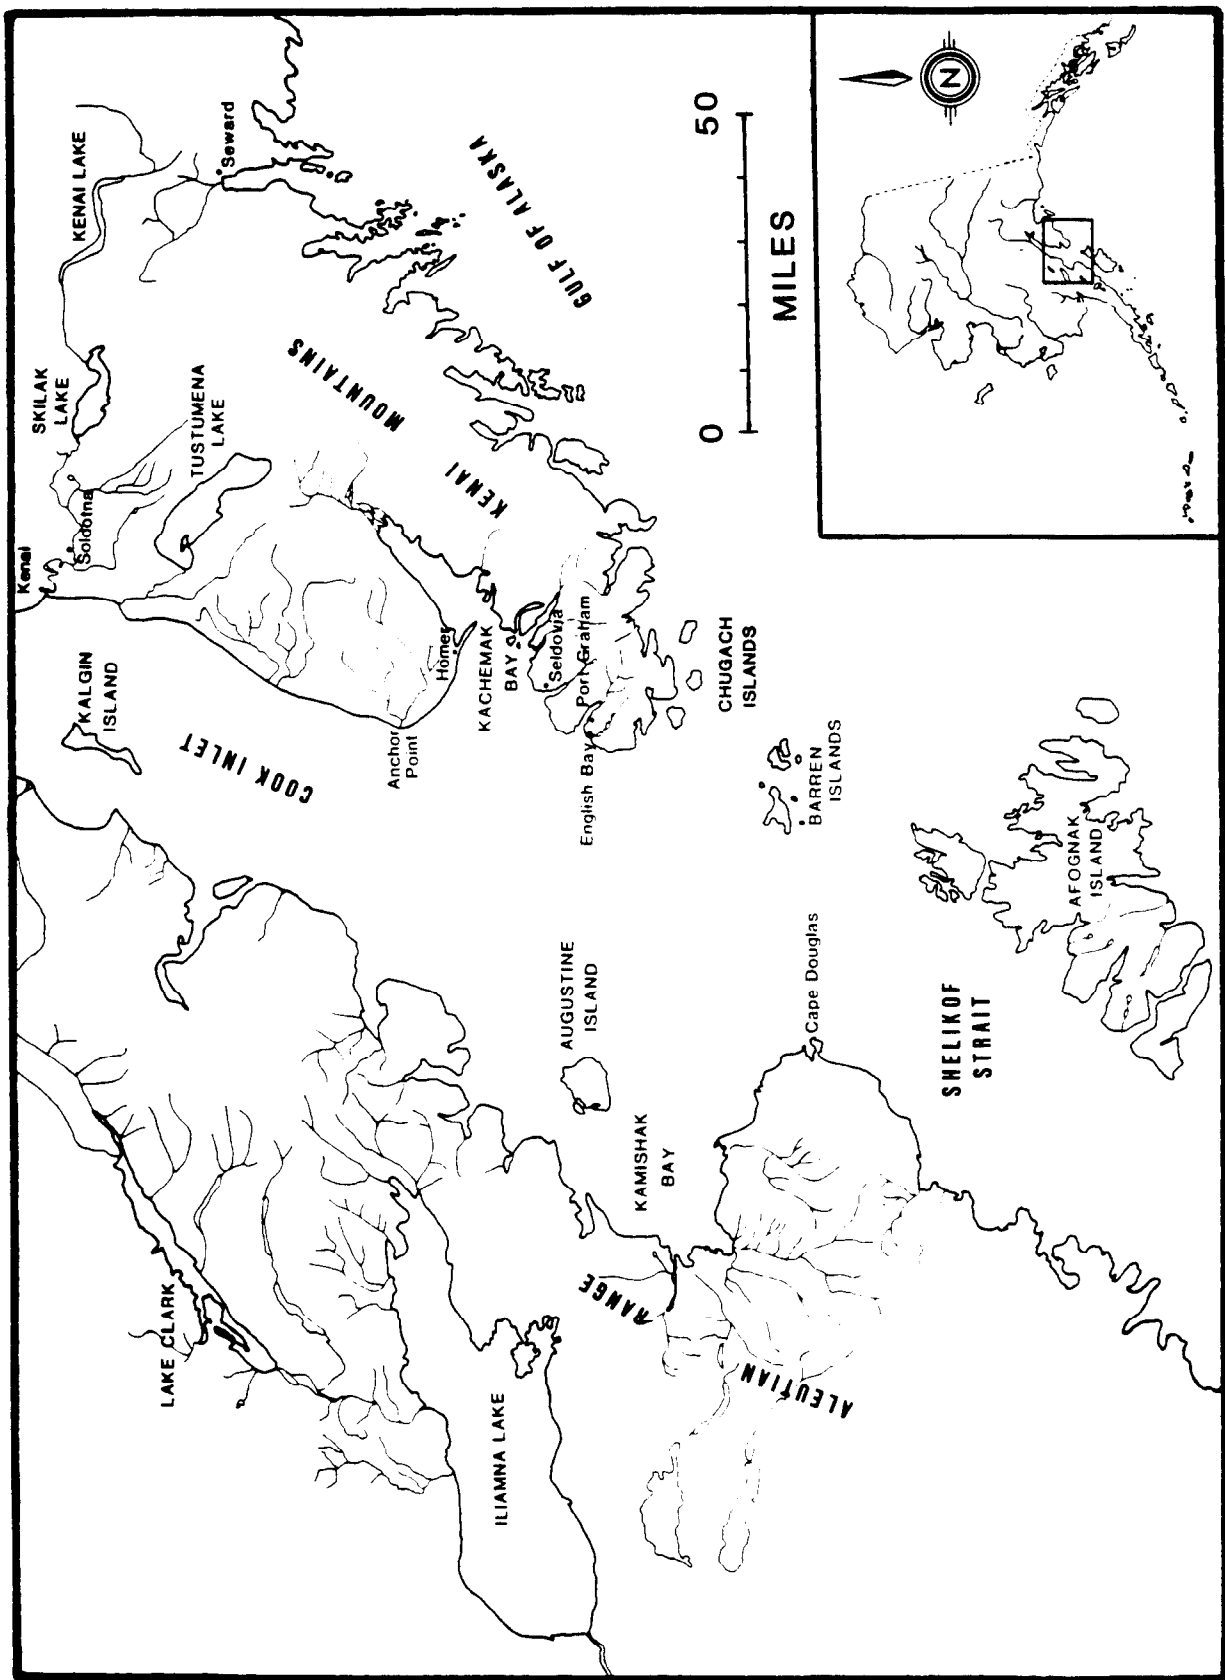 KENAI LAKE
Seward
SKILAK
LAKE
TUSTUMENA
LAKE
Kenai
Soldotna
KALGIN
ISLAND
COOK INLET
KENAI
MOUNTAINS
GULF OF ALASKA
Anchor
Point
Homer
KACHEMAK
BAY
Seldovia
Port Graham
English Bay
CHUGACH
ISLANDS
BARREN
ISLANDS
LAKE CLARK
ILIAMNA LAKE
AUGUSTINE
ISLAND
KAMISHAK
BAY
ALEUTIAN
RANGE
Cape Douglas
SHELIKOF
STRAIT
AFOGNAK
ISLAND
0
50
MILES
N